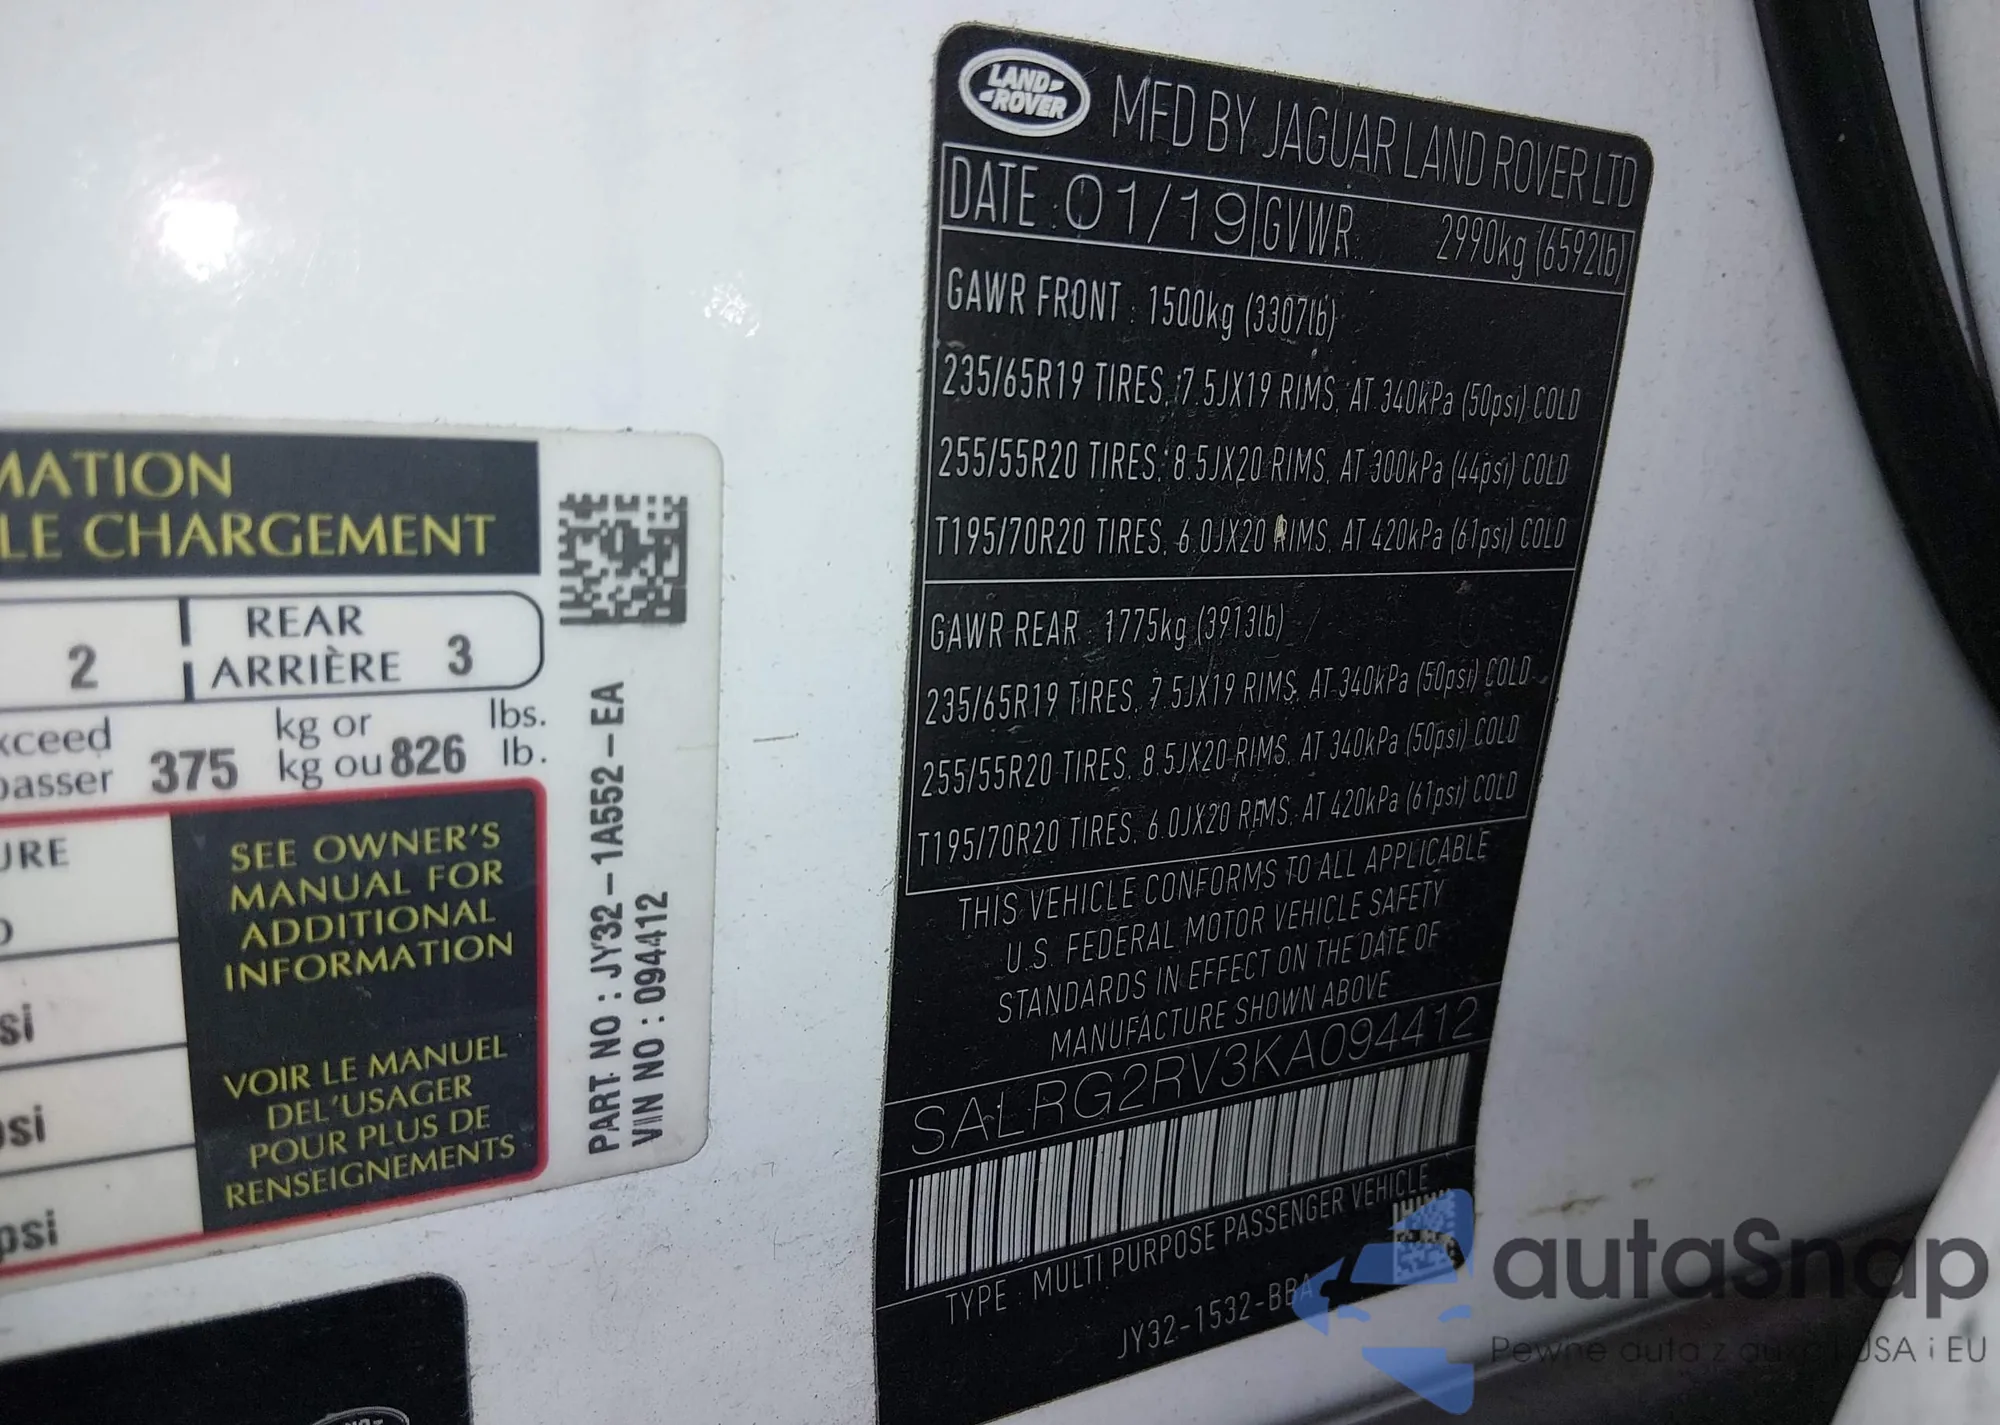 MATION
LE CHARGEMENT
2
REAR
ARRIÈRE 3
xceed
passer 375 kg or
kg ou 826 lbs.
lb.
URE
SEE OWNER'S
MANUAL FOR
ADDITIONAL
INFORMATION
VOIR LE MANUEL
DEL'USAGER
POUR PLUS DE
RENSEIGNEMENTS
si
psi
psi
PART NO : JY32-1A552-EA
VIN NO : 094412
LAND
ROVER
MFD BY JAGUAR LAND ROVER LTD
DATE : 01/19 GVWR : 2990kg (6592lb)
GAWR FRONT : 1500kg (3307lb)
235/65R19 TIRES, 7.5JX19 RIMS, AT 340kPa (50psi) COLD
255/55R20 TIRES, 8.5JX20 RIMS, AT 300kPa (44psi) COLD
T195/70R20 TIRES, 6.0JX20 RIMS, AT 420kPa (61psi) COLD
GAWR REAR : 1775kg (3913lb)
235/65R19 TIRES, 7.5JX19 RIMS, AT 340kPa (50psi) COLD
255/55R20 TIRES, 8.5JX20 RIMS, AT 340kPa (50psi) COLD
T195/70R20 TIRES, 6.0JX20 RIMS, AT 420kPa (61psi) COLD
THIS VEHICLE CONFORMS TO ALL APPLICABLE
U.S. FEDERAL MOTOR VEHICLE SAFETY
STANDARDS IN EFFECT ON THE DATE OF
MANUFACTURE SHOWN ABOVE
SALRG2RV3KA094412
TYPE : MULTI PURPOSE PASSENGER VEHICLE
JY32-1532-BBA
autaSnap
Pewne auta z aukcji USA i EU